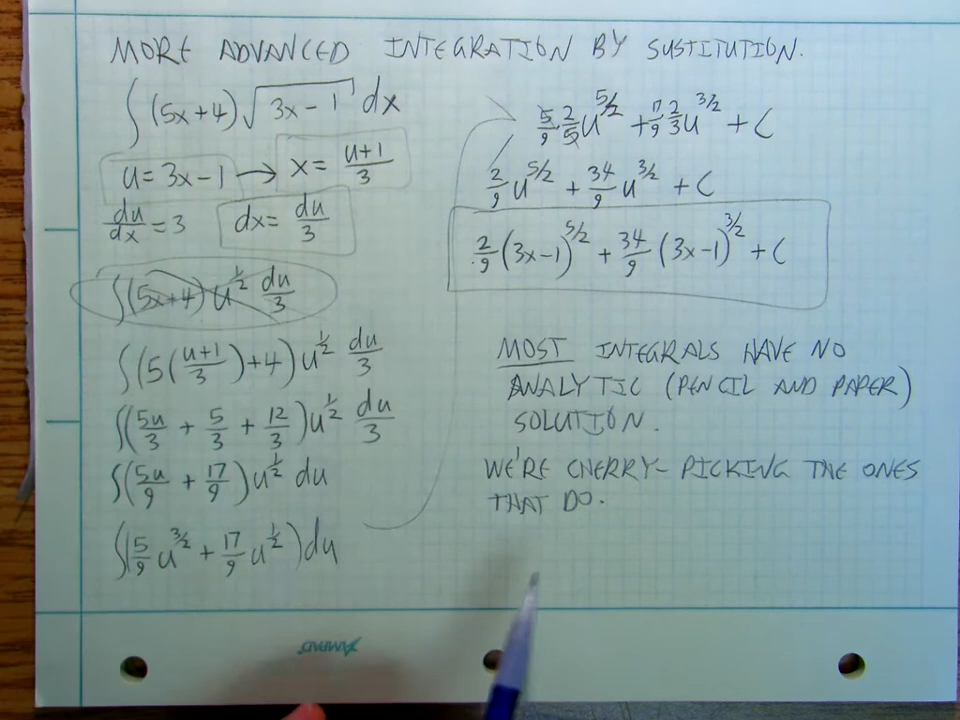 MORE ADVANCED INTEGRATION BY SUSTITUTION.
∫ (5x+4) √(3x − 1) dx
u = 3x − 1 → x = (u+1)/3
du/dx = 3   dx = du/3
∫ (5x+4) u^(1/2) du/3
∫ (5((u+1)/3) + 4) u^(1/2) du/3
∫ (5u/3 + 5/3 + 12/3) u^(1/2) du/3
∫ (5u/9 + 17/9) u^(1/2) du
∫ (5/9 u^(3/2) + 17/9 u^(1/2)) du
5/9 · 2/5 u^(5/2) + 17/9 · 2/3 u^(3/2) + C
2/9 u^(5/2) + 34/9 u^(3/2) + C
2/9 (3x−1)^(5/2) + 34/9 (3x−1)^(3/2) + C
MOST INTEGRALS HAVE NO
ANALYTIC (PENCIL AND PAPER)
SOLUTION.
WE'RE CHERRY-PICKING THE ONES
THAT DO.